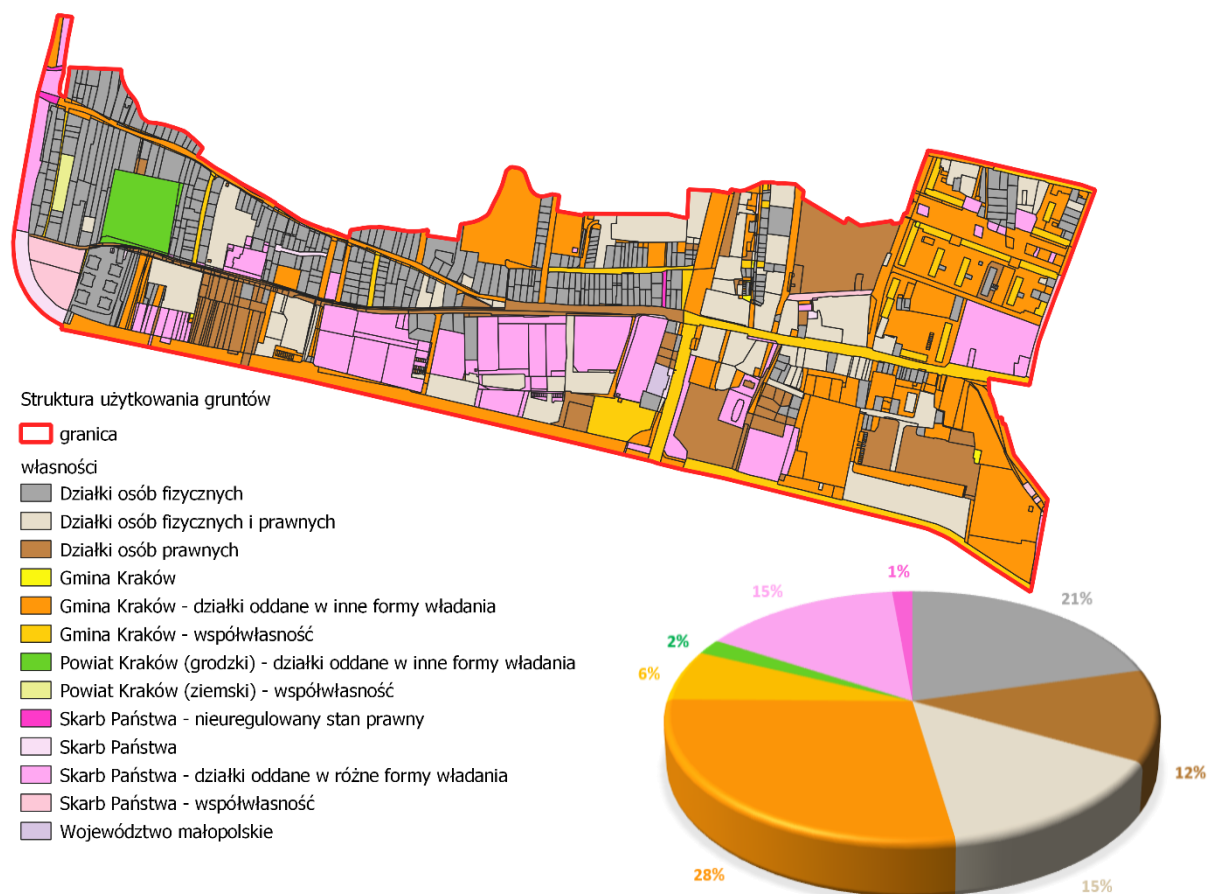 Struktura użytkowania gruntów
granica
własności
Działki osób fizycznych
Działki osób fizycznych i prawnych
Działki osób prawnych
Gmina Kraków
Gmina Kraków - działki oddane w inne formy władania
Gmina Kraków - współwłasność
Powiat Kraków (grodzki) - działki oddane w inne formy władania
Powiat Kraków (ziemski) - współwłasność
Skarb Państwa - nieuregulowany stan prawny
Skarb Państwa
Skarb Państwa - działki oddane w różne formy władania
Skarb Państwa - współwłasność
Województwo małopolskie
1%
15%
21%
2%
6%
12%
28%
15%